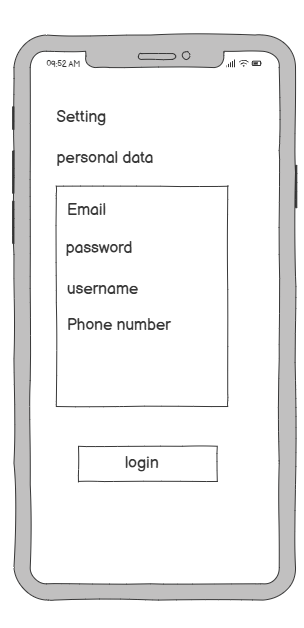 09:52 AM
Setting
personal data
Email
password
username
Phone number
login